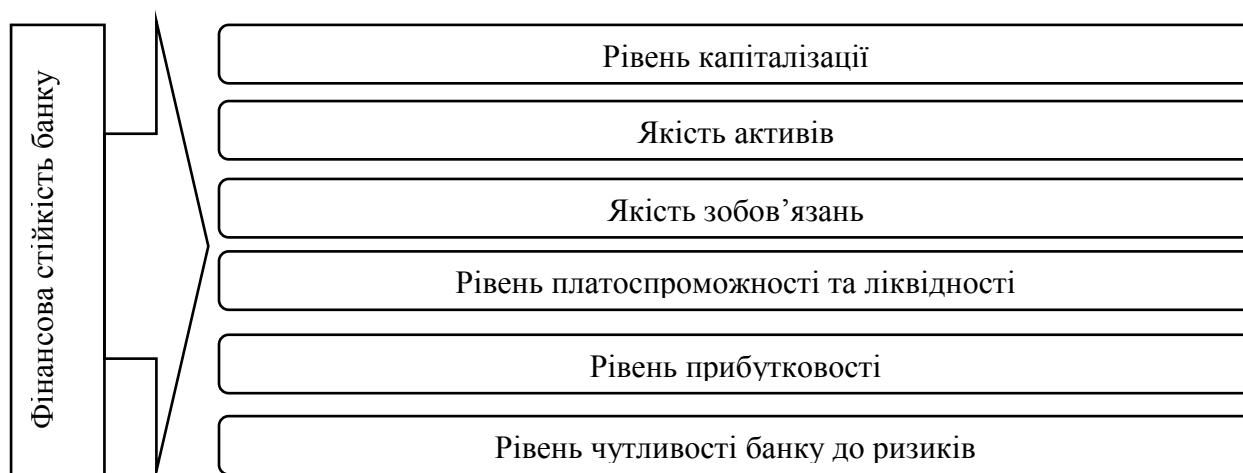 Фінансова стійкість банку
Рівень капіталізації
Якість активів
Якість зобов’язань
Рівень платоспроможності та ліквідності
Рівень прибутковості
Рівень чутливості банку до ризиків